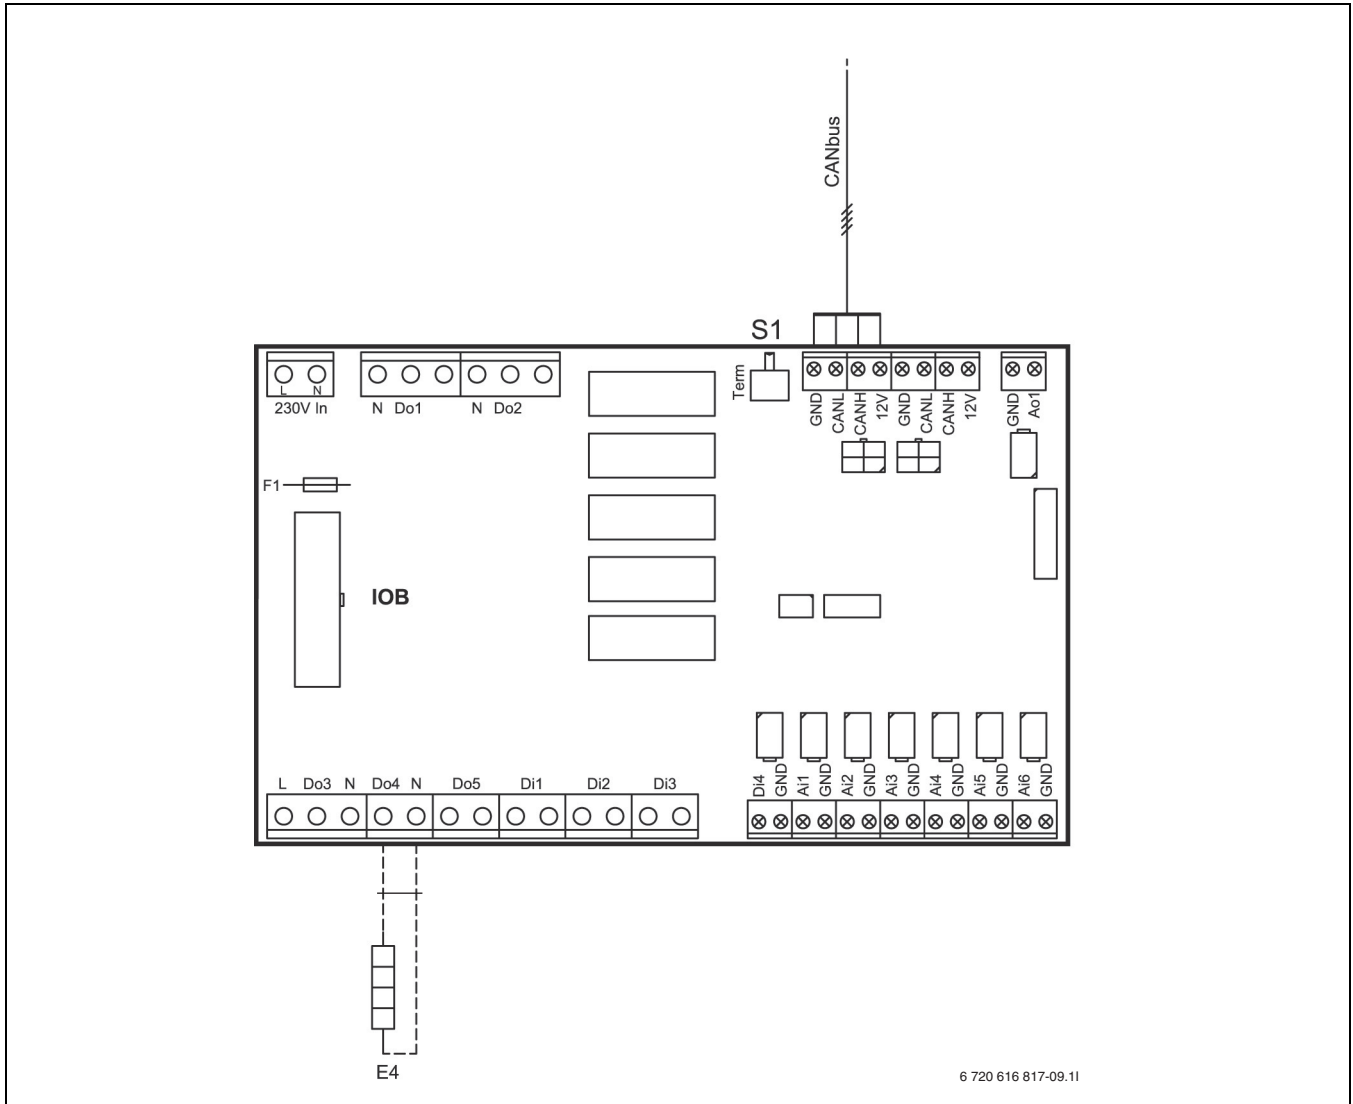 CANbus
S1
Term
GND CANL CANH 12V GND CANL CANH 12V
GND Ao1
L N
230V In
N Do1 N Do2
F1
IOB
L Do3 N Do4 N Do5 Di1 Di2 Di3
Di4 GND Ai1 GND Ai2 GND Ai3 GND Ai4 GND Ai5 GND Ai6 GND
E4
6 720 616 817-09.1I